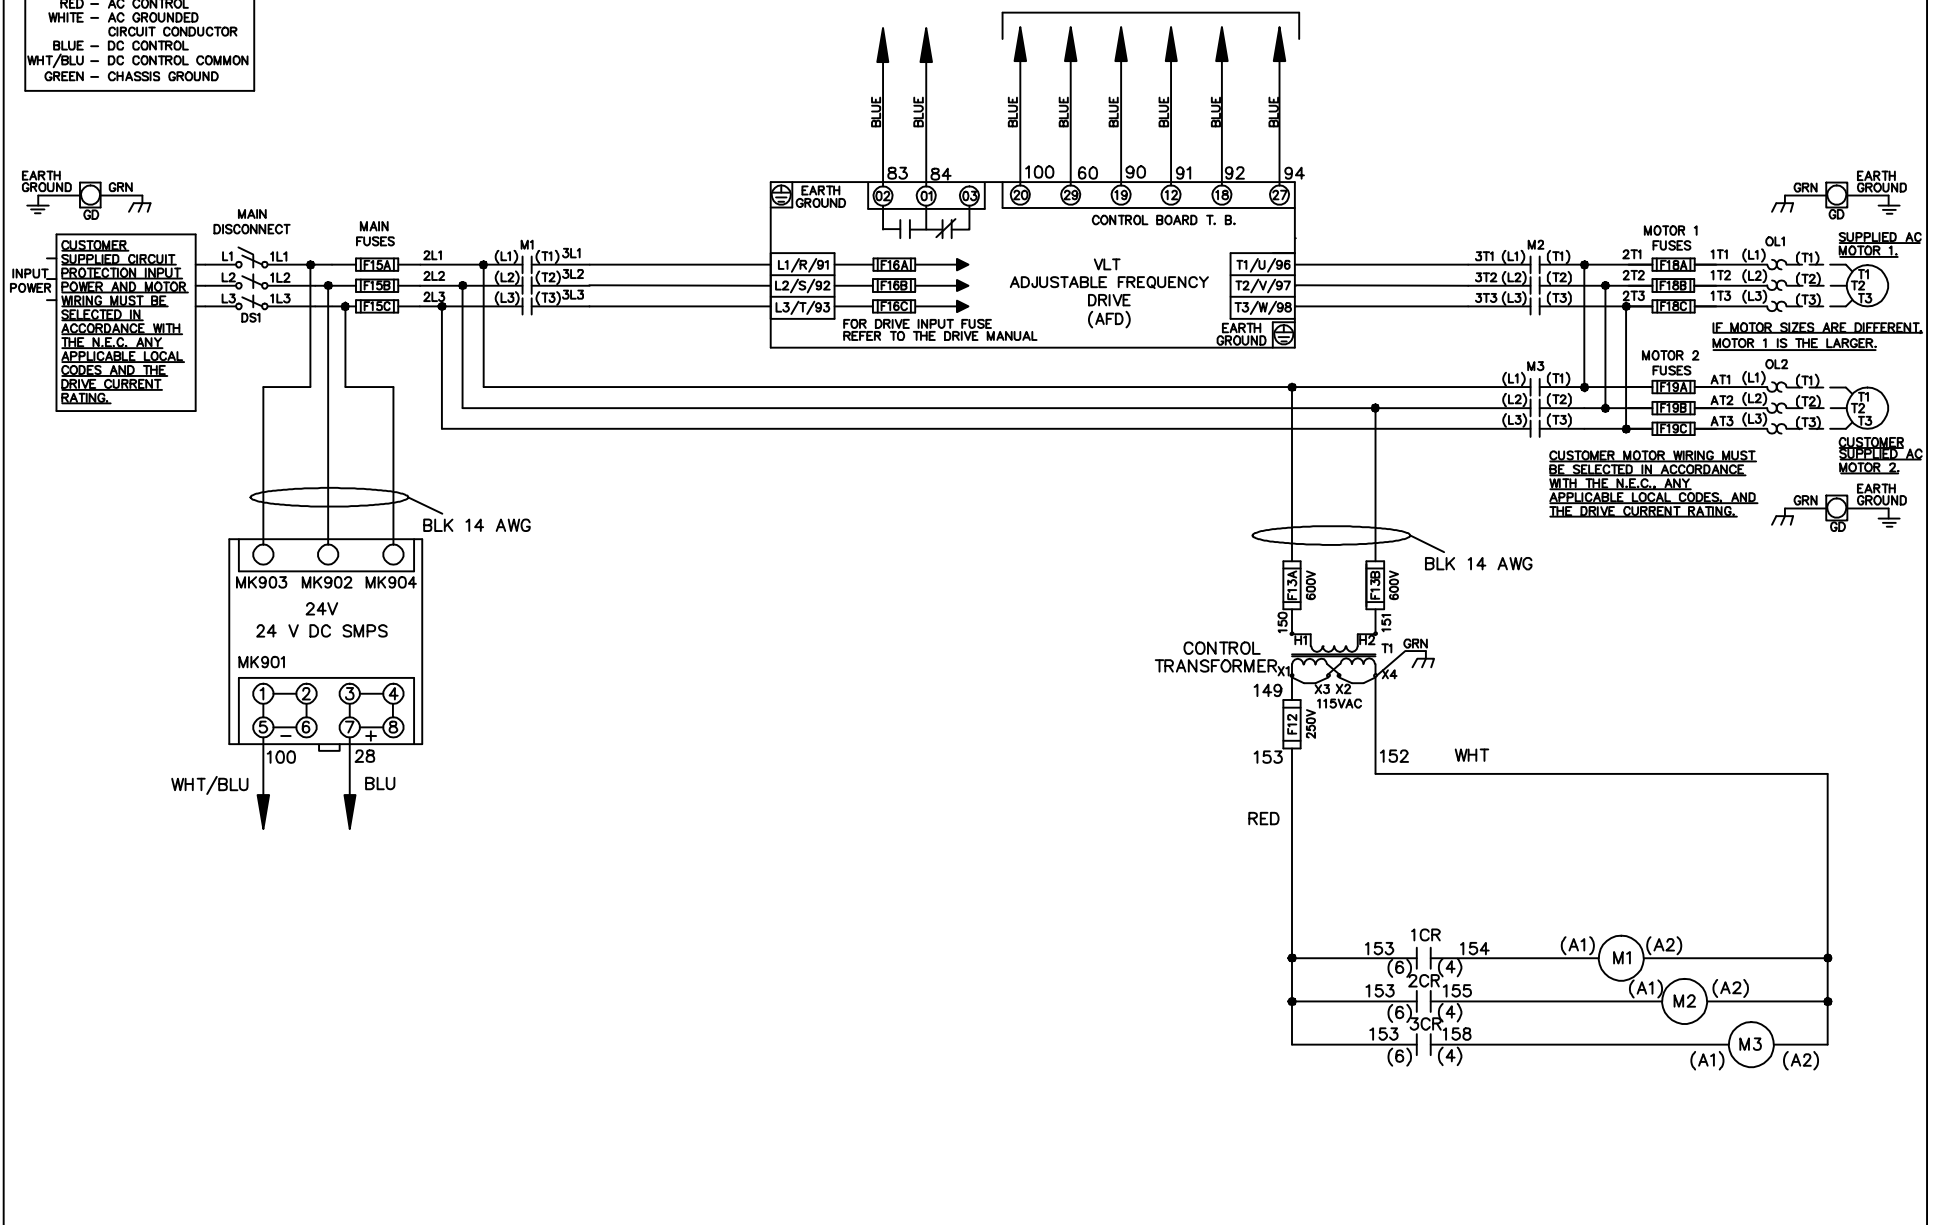 RED – AC CONTROL
WHITE – AC GROUNDED
CIRCUIT CONDUCTOR
BLUE – DC CONTROL
WHT/BLU – DC CONTROL COMMON
GREEN – CHASSIS GROUND
BLUE
BLUE
BLUE
BLUE
BLUE
BLUE
BLUE
BLUE
83 84 100 60 90 91 92 94
EARTH
GROUND
GRN
GD
MAIN
DISCONNECT
MAIN
FUSES
CUSTOMER
SUPPLIED CIRCUIT
PROTECTION INPUT
POWER AND MOTOR
WIRING MUST BE
SELECTED IN
ACCORDANCE WITH
THE N.E.C. ANY
APPLICABLE LOCAL
CODES AND THE
DRIVE CURRENT
RATING.
INPUT
POWER
L1 1L1 F15A 2L1 (L1) M1 (T1) 3L1
L2 1L2 F15B 2L2 (L2) (T2) 3L2
L3 1L3 F15C 2L3 (L3) (T3) 3L3
DS1
EARTH
GROUND
02 01 03
20 29 19 12 18 27
CONTROL BOARD T. B.
L1/R/91 F16A
L2/S/92 F16B
L3/T/93 F16C
VLT
ADJUSTABLE FREQUENCY
DRIVE
(AFD)
FOR DRIVE INPUT FUSE
REFER TO THE DRIVE MANUAL
T1/U/96
T2/V/97
T3/W/98
EARTH
GROUND
GRN
GD
EARTH
GROUND
MOTOR 1
FUSES
3T1 (L1) M2 (T1) 2T1 F18A 1T1 (L1) OL1 (T1)
3T2 (L2) (T2) 2T2 F18B 1T2 (L2) (T2)
3T3 (L3) (T3) 2T3 F18C 1T3 (L3) (T3)
SUPPLIED AC
MOTOR 1.
T1
T2
T3
IF MOTOR SIZES ARE DIFFERENT,
MOTOR 1 IS THE LARGER.
MOTOR 2
FUSES
(L1) M3 (T1) F19A AT1 (L1) OL2 (T1)
(L2) (T2) F19B AT2 (L2) (T2)
(L3) (T3) F19C AT3 (L3) (T3)
T1
T2
T3
CUSTOMER
SUPPLIED AC
MOTOR 2.
CUSTOMER MOTOR WIRING MUST
BE SELECTED IN ACCORDANCE
WITH THE N.E.C., ANY
APPLICABLE LOCAL CODES, AND
THE DRIVE CURRENT RATING.
GRN
GD
EARTH
GROUND
BLK 14 AWG
MK903 MK902 MK904
24V
24 V DC SMPS
MK901
1 2 3 4
5 6 7 8
– +
100 28
WHT/BLU BLU
BLK 14 AWG
F13A
600V
F13B
600V
150
151
H1 H2
T1
GRN
CONTROL
TRANSFORMER
X1 X3 X2 X4
115VAC
149
F12
250V
153
152 WHT
RED
153 1CR 154 (A1) M1 (A2)
(6) (4)
153 2CR 155 (A1) M2 (A2)
(6) (4)
153 3CR 158 M3
(6) (4) (A1) (A2)